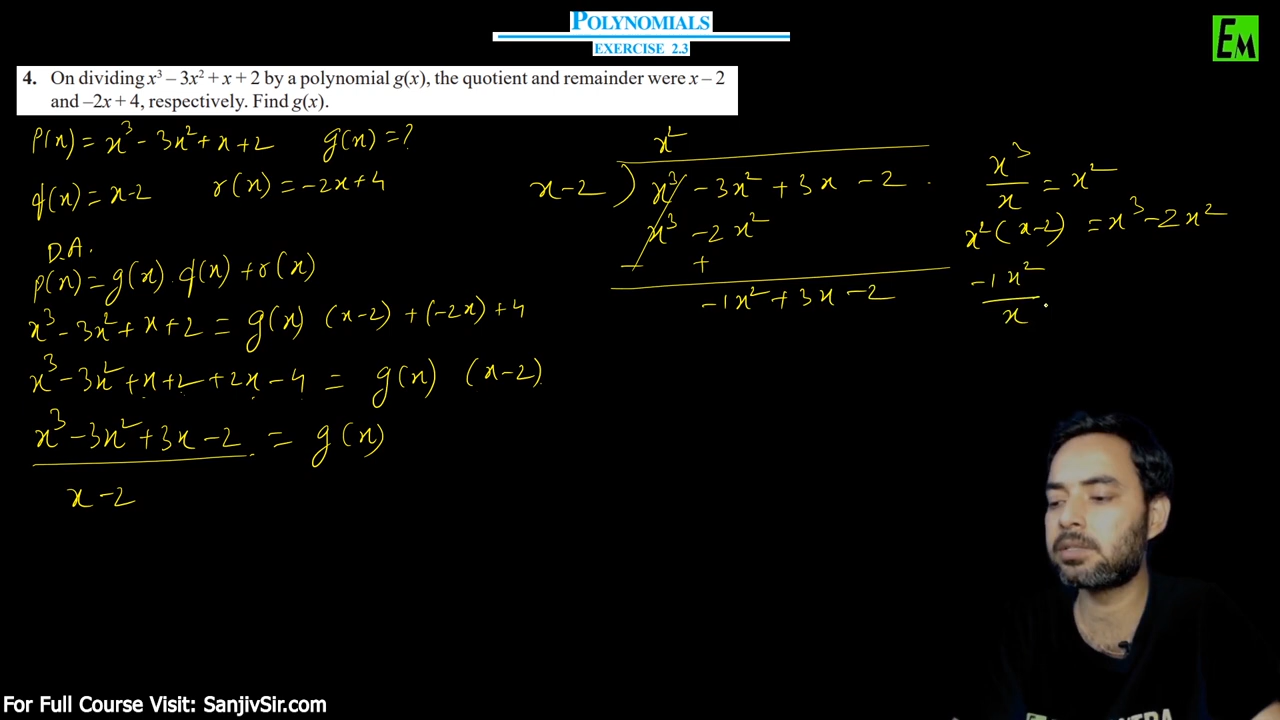 POLYNOMIALS
EXERCISE 2.3
EM
4. On dividing x³ – 3x² + x + 2 by a polynomial g(x), the quotient and remainder were x – 2
and –2x + 4, respectively. Find g(x).
p(x) = x³ - 3x² + x + 2 g(x) = ?
q(x) = x - 2 r(x) = -2x + 4
D.A.
p(x) = g(x) . q(x) + r(x)
x³ - 3x² + x + 2 = g(x) (x-2) + (-2x) + 4
x³ - 3x² + x + 2 + 2x - 4 = g(x) (x-2)
x³ - 3x² + 3x - 2 = g(x)
x - 2
x²
x - 2 ) x³ - 3x² + 3x - 2
x³ - 2x²
- +
-1x² + 3x - 2
x³
x = x²
x² (x-2) = x³ - 2x²
-1x²
x
For Full Course Visit: SanjivSir.com